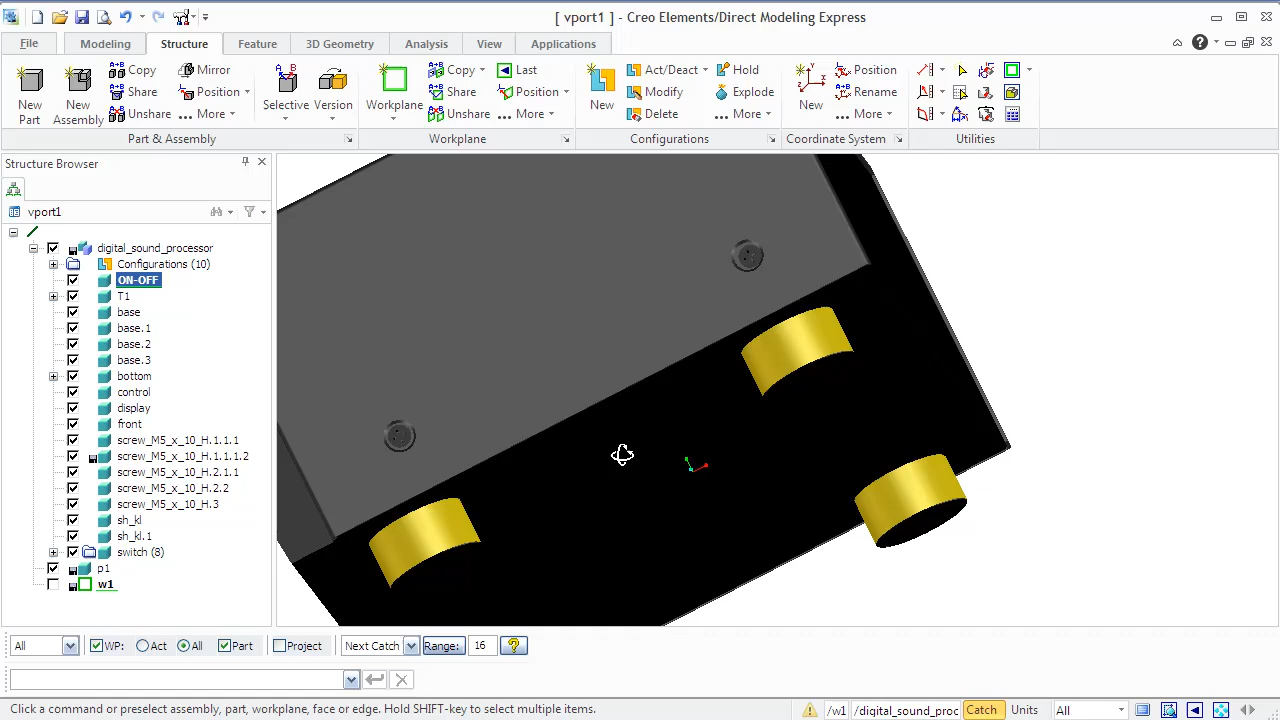 [ vport1 ] - Creo Elements/Direct Modeling Express
File Modeling Structure Feature 3D Geometry Analysis View Applications
New Part
New Assembly
Copy
Share
Unshare
Mirror
Position
... More
Selective
Version
Part & Assembly
Workplane
Copy
Share
Unshare
Last
Position
... More
Workplane
New
Act/Deact
Modify
Delete
Hold
Explode
... More
Configurations
New
Position
Rename
... More
Coordinate System
Utilities
Structure Browser
vport1
digital_sound_processor
Configurations (10)
ON-OFF
T1
base
base.1
base.2
base.3
bottom
control
display
front
screw_M5_x_10_H.1.1.1
screw_M5_x_10_H.1.1.1.2
screw_M5_x_10_H.2.1.1
screw_M5_x_10_H.2.2
screw_M5_x_10_H.3
sh_kl
sh_kl.1
switch (8)
p1
w1
All WP: Act All Part Project Next Catch Range: 16
Click a command or preselect assembly, part, workplane, face or edge. Hold SHIFT-key to select multiple items. /w1 /digital_sound_proc Catch Units All